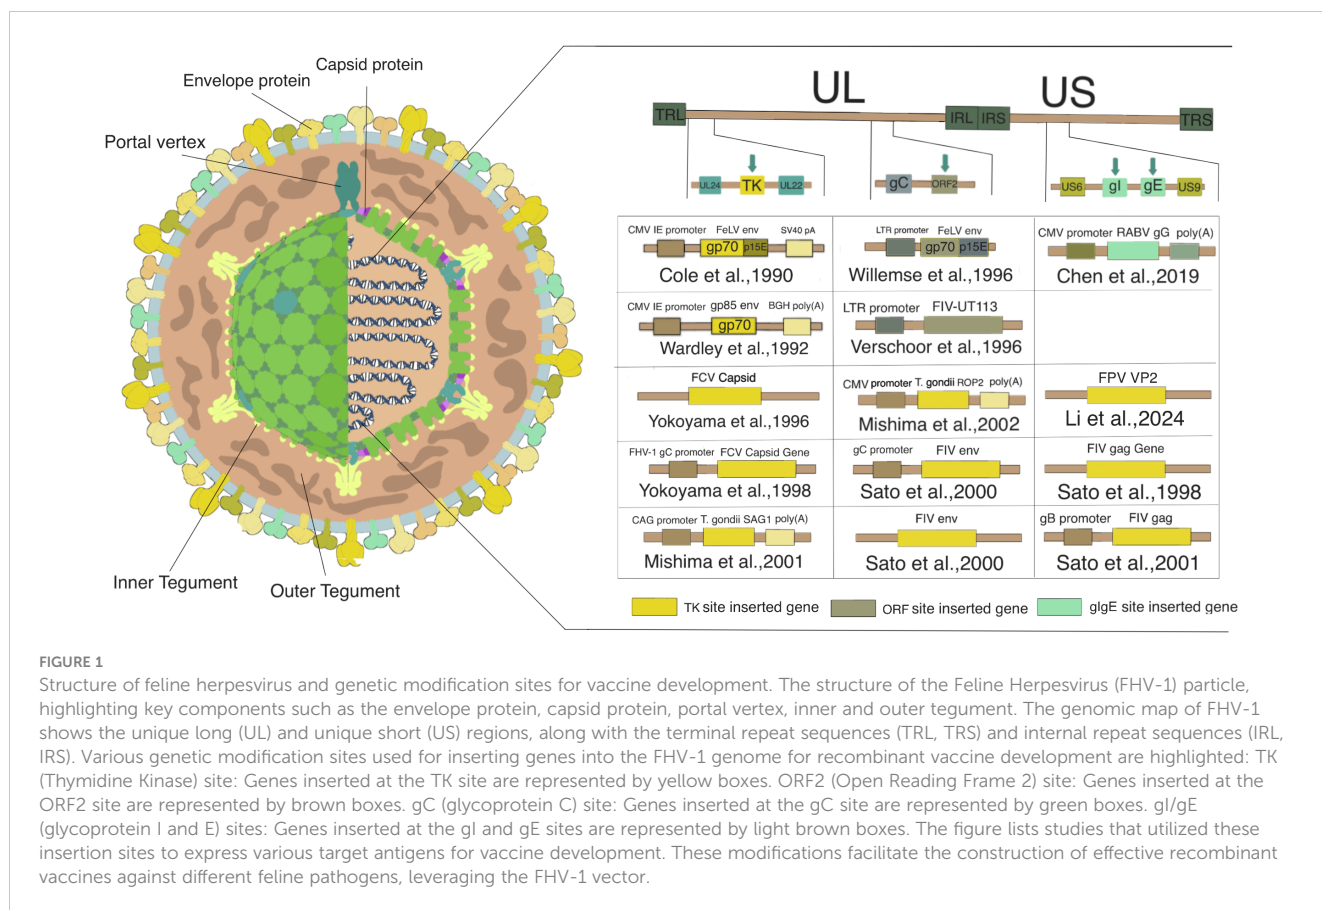 Capsid protein
Envelope protein
Portal vertex
Inner Tegument
Outer Tegument
UL
US
TRL
IRL
IRS
TRS
UL24
TK
UL22
gC
ORF2
US6
gI
gE
US9
CMV IE promoter FeLV env SV40 pA
gp70 p15E
Cole et al.,1990
LTR promoter FeLV env
gp70 p15E
Willemse et al.,1996
CMV promoter RABV gG poly(A)
Chen et al.,2019
CMV IE promoter gp85 env BGH poly(A)
gp70
Wardley et al.,1992
LTR promoter FIV-UT113
Verschoor et al.,1996
FCV Capsid
Yokoyama et al.,1996
CMV promoter T. gondii ROP2 poly(A)
Mishima et al.,2002
FPV VP2
Li et al.,2024
FHV-1 gC promoter FCV Capsid Gene
Yokoyama et al.,1998
gC promoter FIV env
Sato et al.,2000
FIV gag Gene
Sato et al.,1998
CAG promoter T. gondii SAG1 poly(A)
Mishima et al.,2001
FIV env
Sato et al.,2000
gB promoter FIV gag
Sato et al.,2001
TK site inserted gene
ORF site inserted gene
gIgE site inserted gene
FIGURE 1
Structure of feline herpesvirus and genetic modification sites for vaccine development. The structure of the Feline Herpesvirus (FHV-1) particle,
highlighting key components such as the envelope protein, capsid protein, portal vertex, inner and outer tegument. The genomic map of FHV-1
shows the unique long (UL) and unique short (US) regions, along with the terminal repeat sequences (TRL, TRS) and internal repeat sequences (IRL,
IRS). Various genetic modification sites used for inserting genes into the FHV-1 genome for recombinant vaccine development are highlighted: TK
(Thymidine Kinase) site: Genes inserted at the TK site are represented by yellow boxes. ORF2 (Open Reading Frame 2) site: Genes inserted at the
ORF2 site are represented by brown boxes. gC (glycoprotein C) site: Genes inserted at the gC site are represented by green boxes. gI/gE
(glycoprotein I and E) sites: Genes inserted at the gI and gE sites are represented by light brown boxes. The figure lists studies that utilized these
insertion sites to express various target antigens for vaccine development. These modifications facilitate the construction of effective recombinant
vaccines against different feline pathogens, leveraging the FHV-1 vector.